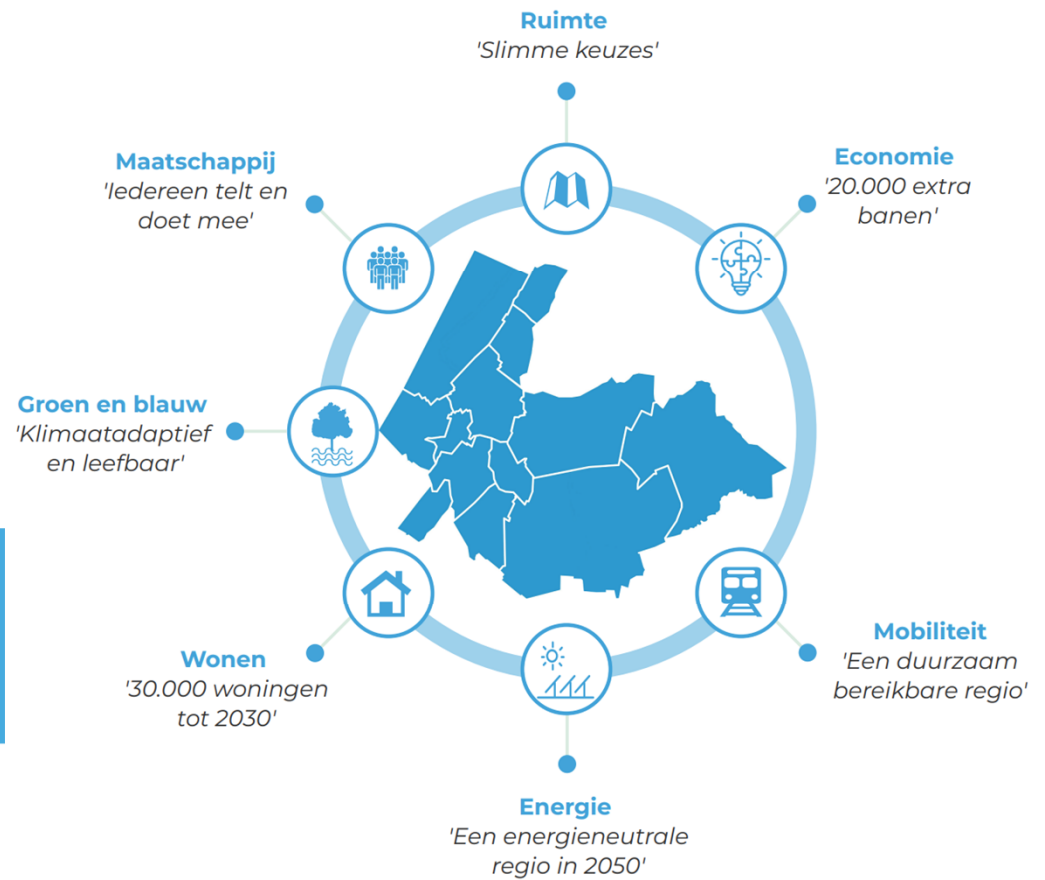 Ruimte
'Slimme keuzes'
Economie
'20.000 extra
banen'
Mobiliteit
'Een duurzaam
bereikbare regio'
Energie
'Een energieneutrale
regio in 2050'
Wonen
'30.000 woningen
tot 2030'
Groen en blauw
'Klimaatadaptief
en leefbaar'
Maatschappij
'Iedereen telt en
doet mee'